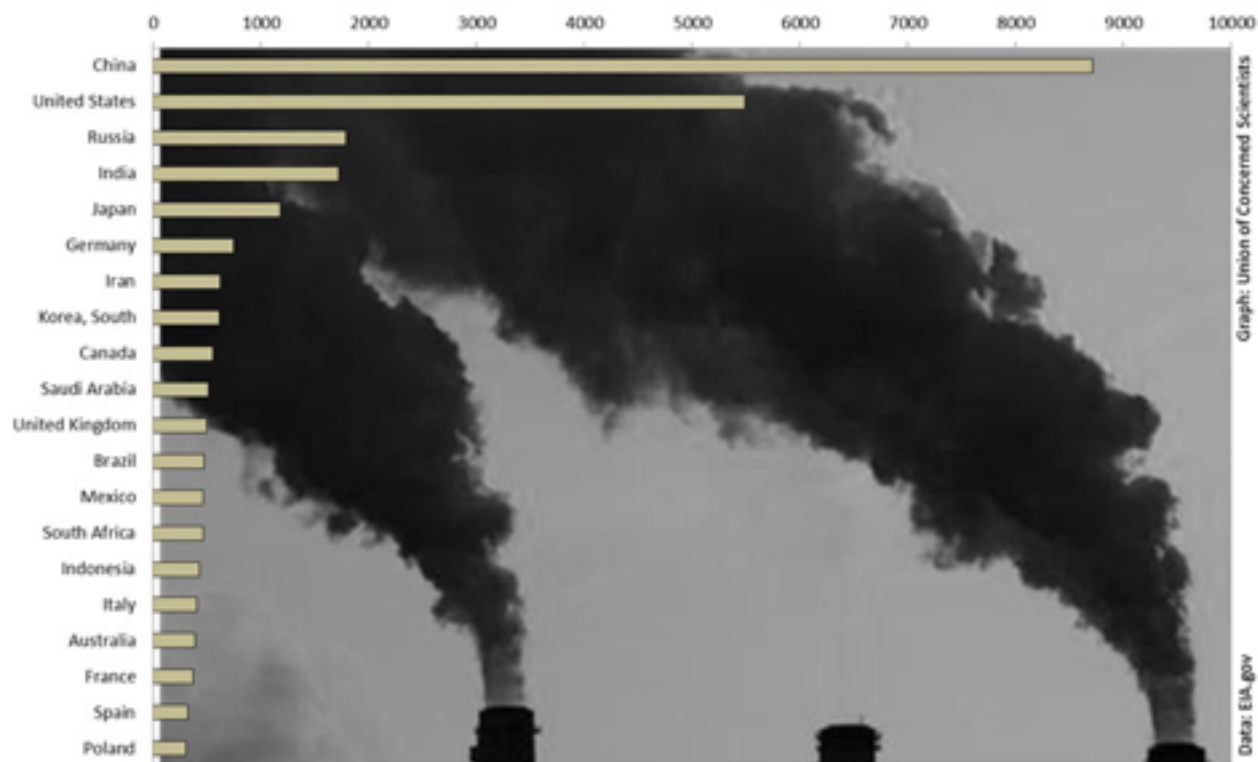 0 1000 2000 3000 4000 5000 6000 7000 8000 9000 10000
China
United States
Russia
India
Japan
Germany
Iran
Korea, South
Canada
Saudi Arabia
United Kingdom
Brazil
Mexico
South Africa
Indonesia
Italy
Australia
France
Spain
Poland
Graph: Union of Concerned Scientists
Data: EIA.gov